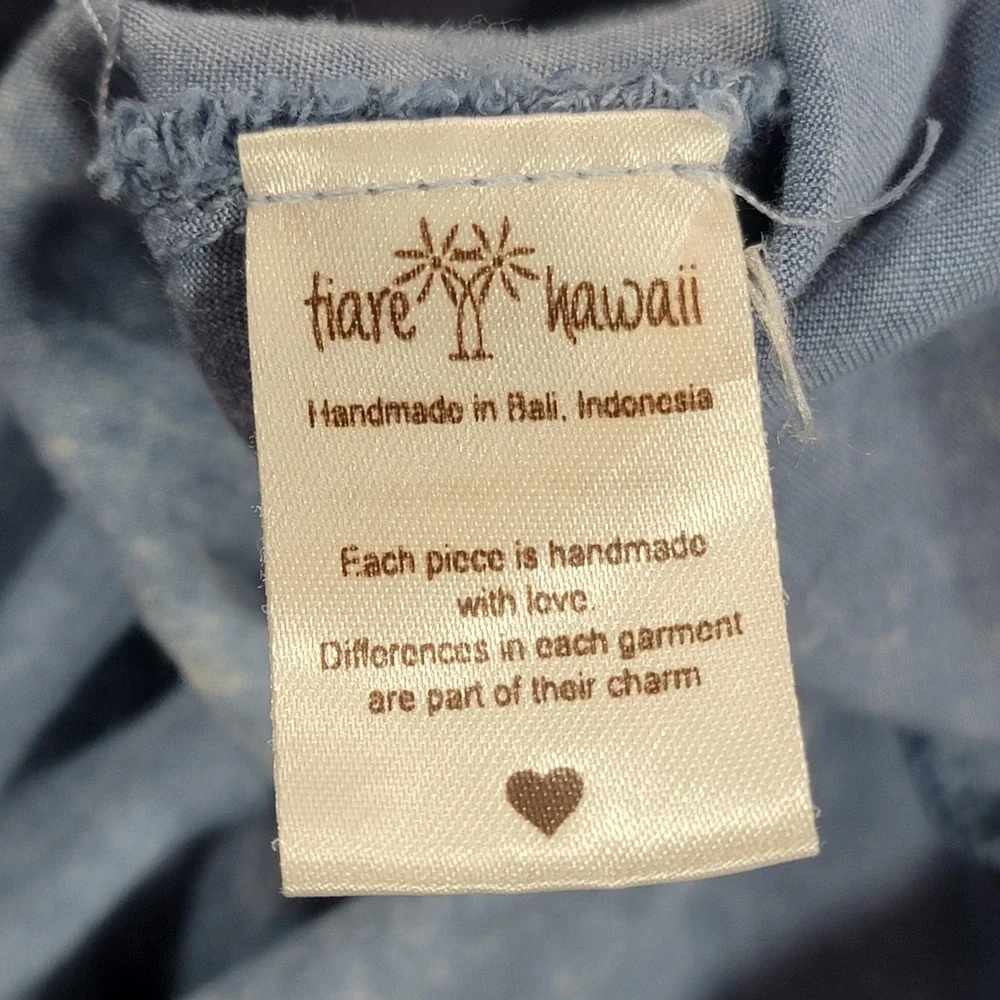 tiare hawaii
Handmade in Bali, Indonesia
Each piece is handmade
with love.
Differences in each garment
are part of their charm